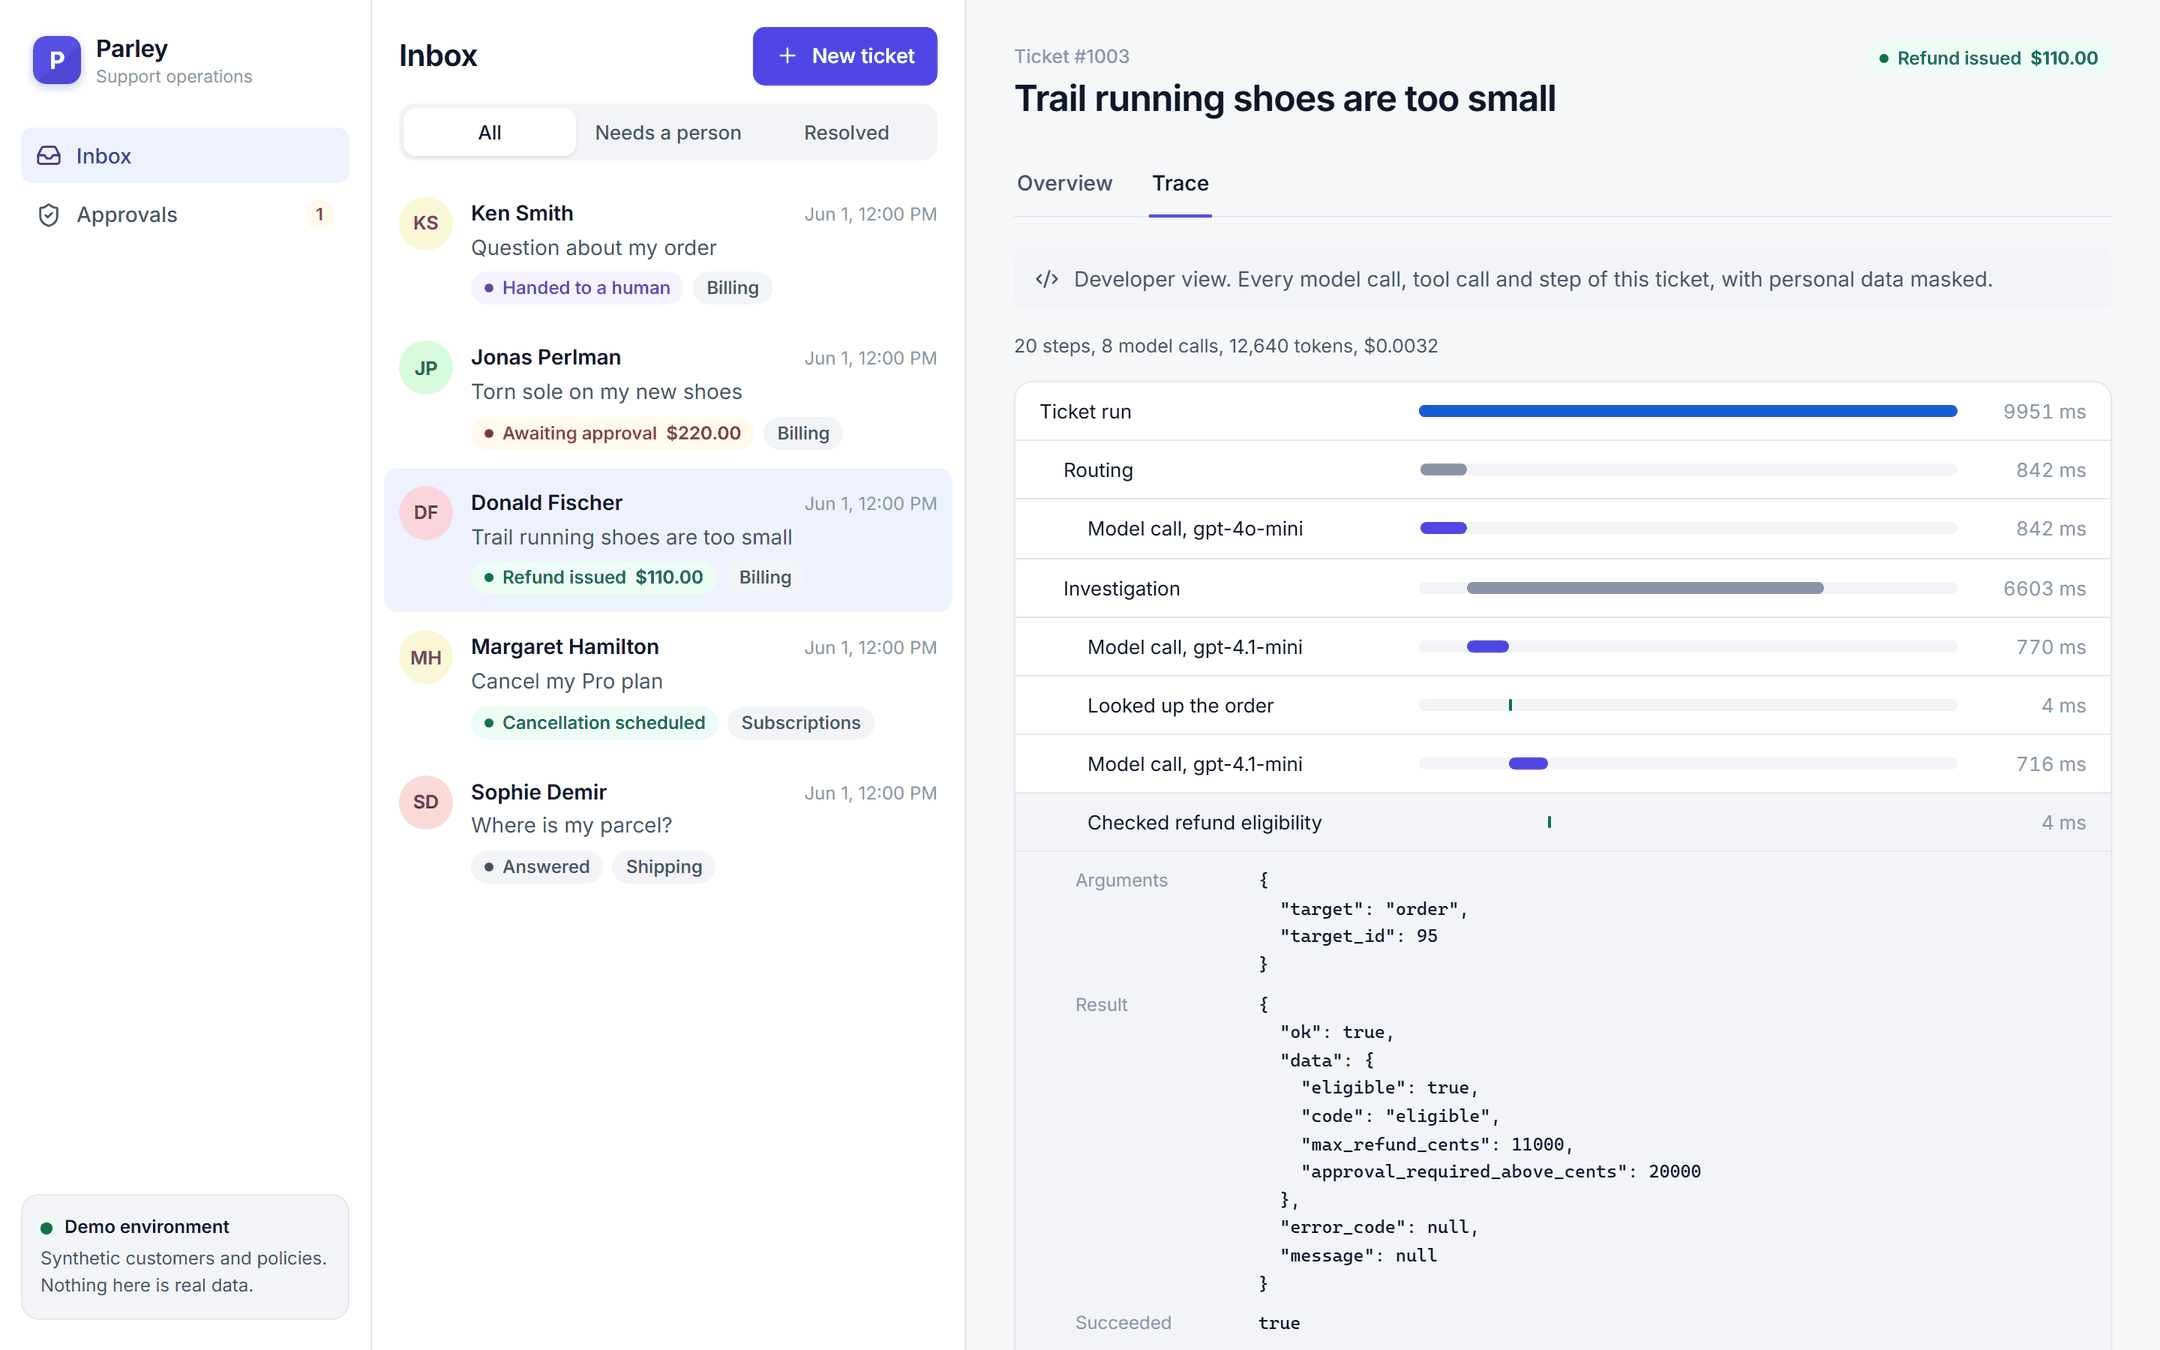 P
Parley
Support operations
Inbox
Approvals
1
Demo environment
Synthetic customers and policies.
Nothing here is real data.
Inbox
New ticket
All
Needs a person
Resolved
KS
Ken Smith
Jun 1, 12:00 PM
Question about my order
Handed to a human
Billing
JP
Jonas Perlman
Jun 1, 12:00 PM
Torn sole on my new shoes
Awaiting approval $220.00
Billing
DF
Donald Fischer
Jun 1, 12:00 PM
Trail running shoes are too small
Refund issued $110.00
Billing
MH
Margaret Hamilton
Jun 1, 12:00 PM
Cancel my Pro plan
Cancellation scheduled
Subscriptions
SD
Sophie Demir
Jun 1, 12:00 PM
Where is my parcel?
Answered
Shipping
Ticket #1003
Refund issued $110.00
Trail running shoes are too small
Overview
Trace
</> Developer view. Every model call, tool call and step of this ticket, with personal data masked.
20 steps, 8 model calls, 12,640 tokens, $0.0032
Ticket run
9951 ms
Routing
842 ms
Model call, gpt-4o-mini
842 ms
Investigation
6603 ms
Model call, gpt-4.1-mini
770 ms
Looked up the order
4 ms
Model call, gpt-4.1-mini
716 ms
Checked refund eligibility
4 ms
Arguments
{
"target": "order",
"target_id": 95
}
Result
{
"ok": true,
"data": {
"eligible": true,
"code": "eligible",
"max_refund_cents": 11000,
"approval_required_above_cents": 20000
},
"error_code": null,
"message": null
}
Succeeded
true